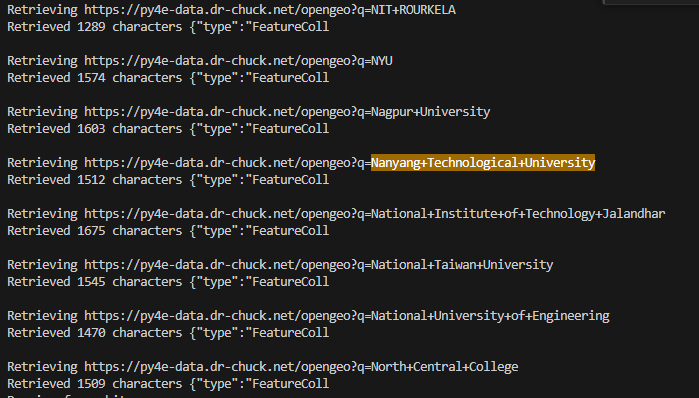 Retrieving https://py4e-data.dr-chuck.net/opengeo?q=NIT+ROURKELA
Retrieved 1289 characters {"type":"FeatureColl
Retrieving https://py4e-data.dr-chuck.net/opengeo?q=NYU
Retrieved 1574 characters {"type":"FeatureColl
Retrieving https://py4e-data.dr-chuck.net/opengeo?q=Nagpur+University
Retrieved 1603 characters {"type":"FeatureColl
Retrieving https://py4e-data.dr-chuck.net/opengeo?q=Nanyang+Technological+University
Retrieved 1512 characters {"type":"FeatureColl
Retrieving https://py4e-data.dr-chuck.net/opengeo?q=National+Institute+of+Technology+Jalandhar
Retrieved 1675 characters {"type":"FeatureColl
Retrieving https://py4e-data.dr-chuck.net/opengeo?q=National+Taiwan+University
Retrieved 1545 characters {"type":"FeatureColl
Retrieving https://py4e-data.dr-chuck.net/opengeo?q=National+University+of+Engineering
Retrieved 1470 characters {"type":"FeatureColl
Retrieving https://py4e-data.dr-chuck.net/opengeo?q=North+Central+College
Retrieved 1509 characters {"type":"FeatureColl